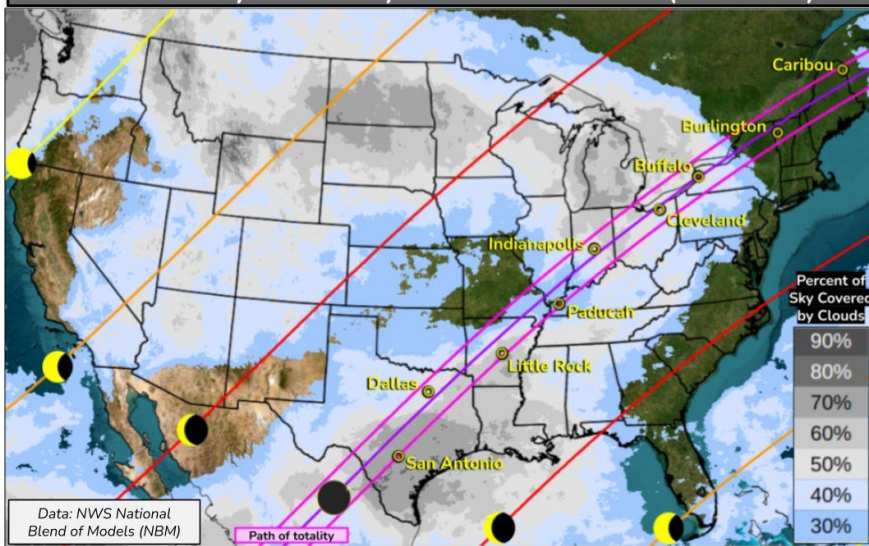 Caribou
Burlington
Buffalo
Cleveland
Indianapolis
Paducah
Little Rock
Dallas
San Antonio
Percent of
Sky Covered
by Clouds
90%
80%
70%
60%
50%
40%
30%
Data: NWS National
Blend of Models (NBM)
Path of totality